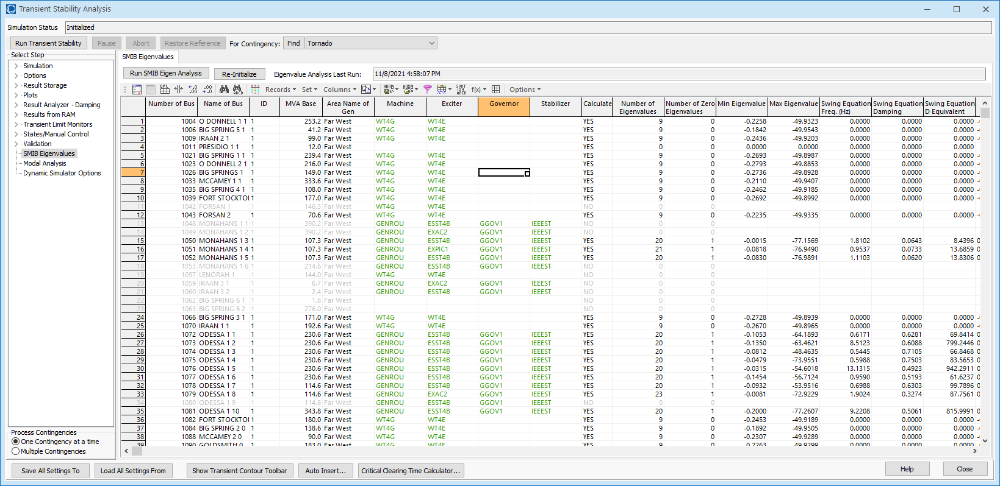 Transient Stability Analysis
Simulation Status Initialized
Run Transient Stability Pause Abort Restore Reference For Contingency: Find Tornado
Select Step
Simulation
Options
Result Storage
Plots
Result Analyzer - Damping
Results from RAM
Transient Limit Monitors
States/Manual Control
Validation
SMIB Eigenvalues
Modal Analysis
Dynamic Simulator Options
Process Contingencies
One Contingency at a time
Multiple Contingencies
SMIB Eigenvalues
Run SMIB Eigen Analysis Re-Initialize Eigenvalue Analysis Last Run: 11/8/2021 4:58:07 PM
Records Set Columns f(x) Options
Number of Bus Name of Bus ID MVA Base Area Name of Gen Machine Exciter Governor Stabilizer Calculate Number of Eigenvalues Number of Zero Eigenvalues Min Eigenvalue Max Eigenvalue Swing Equation Freq. (Hz) Swing Equation Damping Swing Equation D Equivalent
1 1004 O DONNELL 1 1 1 253.2 Far West WT4G WT4E YES 9 0 -0.2258 -49.9323 0.0000 0.0000 0.0000
2 1006 BIG SPRING 5 1 1 41.2 Far West WT4G WT4E YES 9 0 -0.1842 -49.9543 0.0000 0.0000 0.0000
3 1009 IRAAN 2 1 1 99.0 Far West WT4G WT4E YES 9 0 -0.2436 -49.9203 0.0000 0.0000 0.0000
4 1011 PRESIDIO 1 1 1 12.0 Far West YES 0 0 0.0000 0.0000 0.0000 0.0000 0.0000
5 1021 BIG SPRING 1 1 1 239.4 Far West WT4G WT4E YES 9 0 -0.2693 -49.8987 0.0000 0.0000 0.0000
6 1023 O DONNELL 2 1 1 216.0 Far West WT4G WT4E YES 9 0 -0.2793 -49.8853 0.0000 0.0000 0.0000
7 1026 BIG SPRINGS 1 1 149.0 Far West WT4G WT4E YES 9 0 -0.2736 -49.8928 0.0000 0.0000 0.0000
8 1033 MCCAMEY 1 1 1 333.6 Far West WT4G WT4E YES 9 0 -0.2110 -49.9407 0.0000 0.0000 0.0000
9 1035 BIG SPRING 4 1 1 108.0 Far West WT4G WT4E YES 9 0 -0.2462 -49.9185 0.0000 0.0000 0.0000
10 1039 FORT STOCKTO 1 177.0 Far West WT4G WT4E YES 9 0 -0.2692 -49.8992 0.0000 0.0000 0.0000
11 1042 FORSAN 1 1 146.3 Far West WT4G WT4E NO 0 0
12 1043 FORSAN 2 1 70.6 Far West WT4G WT4E YES 9 0 -0.2235 -49.9335 0.0000 0.0000 0.0000
13 1048 MONAHANS 1 1 1 390.2 Far West GENROU ESST4B GGOV1 IEEEST NO 0 0
14 1049 MONAHANS 1 2 1 390.2 Far West GENROU EXAC2 GGOV1 IEEEST NO 0 0
15 1050 MONAHANS 1 3 1 107.3 Far West GENROU ESST4B GGOV1 IEEEST YES 20 1 -0.0015 -77.1569 1.8102 0.0643 8.4396 0
16 1051 MONAHANS 1 4 1 107.3 Far West GENROU EXPIC1 GGOV1 IEEEST YES 21 1 -0.0818 -76.9490 0.9537 0.0733 13.6859 0
17 1052 MONAHANS 1 5 1 107.3 Far West GENROU ESST4B GGOV1 IEEEST YES 20 1 -0.0830 -76.9891 1.1103 0.0620 13.8306 0
18 1053 MONAHANS 1 6 1 214.6 Far West GENROU ESST4B GGOV1 IEEEST NO 0 0
19 1057 LENORAH 1 1 144.0 Far West WT4G WT4E NO 0 0
20 1059 IRAAN 3 1 1 6.7 Far West GENROU EXAC2 GGOV1 IEEEST NO 0 0
21 1060 IRAAN 3 2 1 2.4 Far West GENROU ESST4B GGOV1 IEEEST NO 0 0
22 1062 BIG SPRING 6 1 1 1.8 Far West NO 0 0
23 1063 BIG SPRING 6 2 1 276.0 Far West NO 0 0
24 1066 BIG SPRING 3 1 1 171.0 Far West WT4G WT4E YES 9 0 -0.2728 -49.8939 0.0000 0.0000 0.0000
25 1070 IRAAN 1 1 1 192.6 Far West WT4G WT4E YES 9 0 -0.2670 -49.8965 0.0000 0.0000 0.0000
26 1072 ODESSA 1 1 1 230.6 Far West GENROU ESST4B GGOV1 IEEEST YES 20 1 -0.1053 -64.1893 0.6171 0.6281 69.8414 0
27 1073 ODESSA 1 2 1 230.6 Far West GENROU ESST4B GGOV1 IEEEST YES 20 1 -0.1350 -63.4621 8.5123 0.6088 799.2446 0
28 1074 ODESSA 1 3 1 230.6 Far West GENROU ESST4B GGOV1 IEEEST YES 20 1 -0.0812 -48.4635 0.5445 0.7105 66.8468 0
29 1075 ODESSA 1 4 1 230.6 Far West GENROU ESST4B GGOV1 IEEEST YES 20 1 -0.0479 -73.9551 0.5988 0.7503 83.5653 0
30 1076 ODESSA 1 5 1 230.6 Far West GENROU ESST4B GGOV1 IEEEST YES 20 1 -0.0315 -54.6018 13.1315 0.4923 942.2911 0
31 1077 ODESSA 1 6 1 230.6 Far West GENROU ESST4B GGOV1 IEEEST YES 20 1 -0.1454 -56.7124 0.9590 0.5193 61.6237 0
32 1078 ODESSA 1 7 1 114.6 Far West GENROU ESST4B GGOV1 IEEEST YES 20 1 -0.0932 -53.9516 0.6988 0.6303 99.7896 0
33 1079 ODESSA 1 8 1 114.6 Far West GENROU EXAC2 GGOV1 IEEEST YES 23 1 -0.0081 -72.9229 1.9024 0.3274 87.7561 0
34 1080 ODESSA 1 9 1 114.6 Far West GENROU ESST4B GGOV1 IEEEST NO 0 0
35 1081 ODESSA 1 10 1 343.8 Far West GENROU ESST4B GGOV1 IEEEST YES 20 1 -0.2000 -77.2607 9.2208 0.5061 815.9991 0
36 1082 FORT STOCKTO 1 180.0 Far West WT4G WT4E YES 9 0 -0.2453 -49.9189 0.0000 0.0000 0.0000
37 1084 BIG SPRING 2 0 1 138.6 Far West WT4G WT4E YES 9 0 -0.1892 -49.9505 0.0000 0.0000 0.0000
38 1088 MCCAMEY 2 0 1 90.0 Far West WT4G WT4E YES 9 0 -0.2307 -49.9289 0.0000 0.0000 0.0000
39 1090 GOLDSMITH 0 1 183.0 Far West WT4G WT4E YES 9 0 -0.2263 -49.9299 0.0000 0.0000 0.0000
Save All Settings To Load All Settings From Show Transient Contour Toolbar Auto Insert... Critical Clearing Time Calculator... Help Close